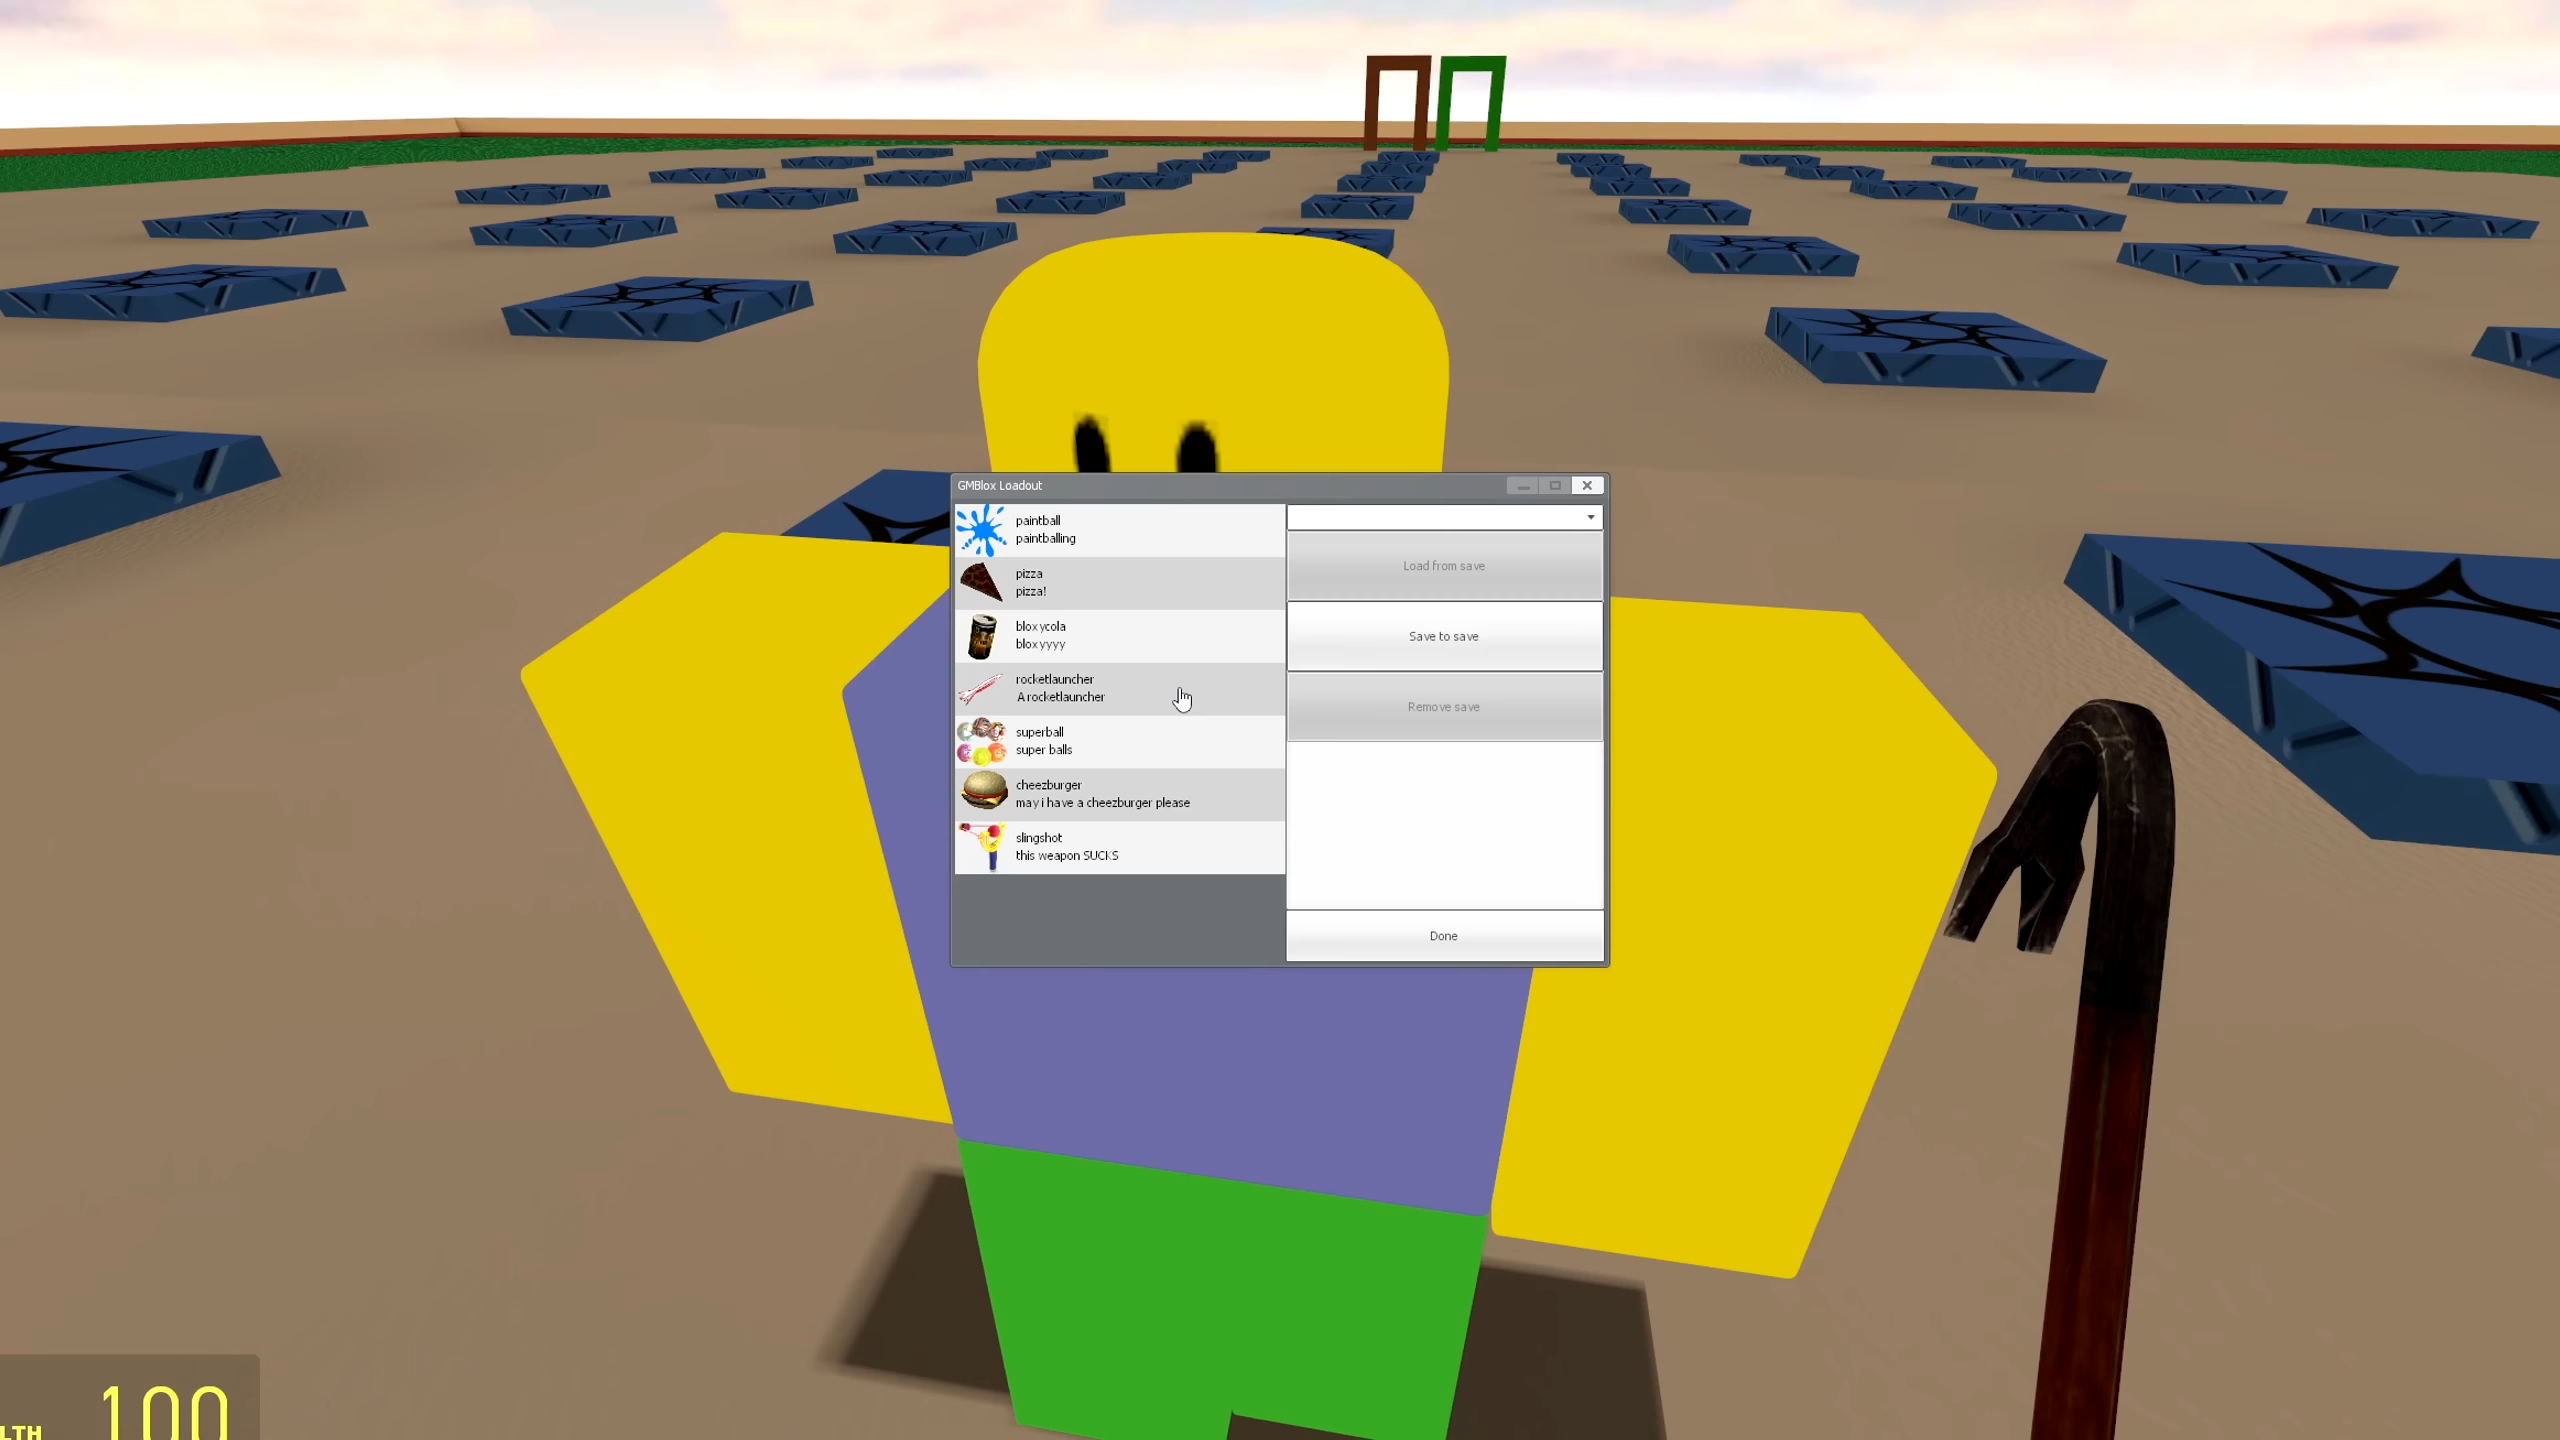 GMBlox Loadout
paintball
paintballing
pizza
pizza!
bloxycola
bloxyyyy
rocketlauncher
A rocketlauncher
superball
super balls
cheezburger
may i have a cheezburger please
slingshot
this weapon SUCKS
Load from save
Save to save
Remove save
Done
LTH 100